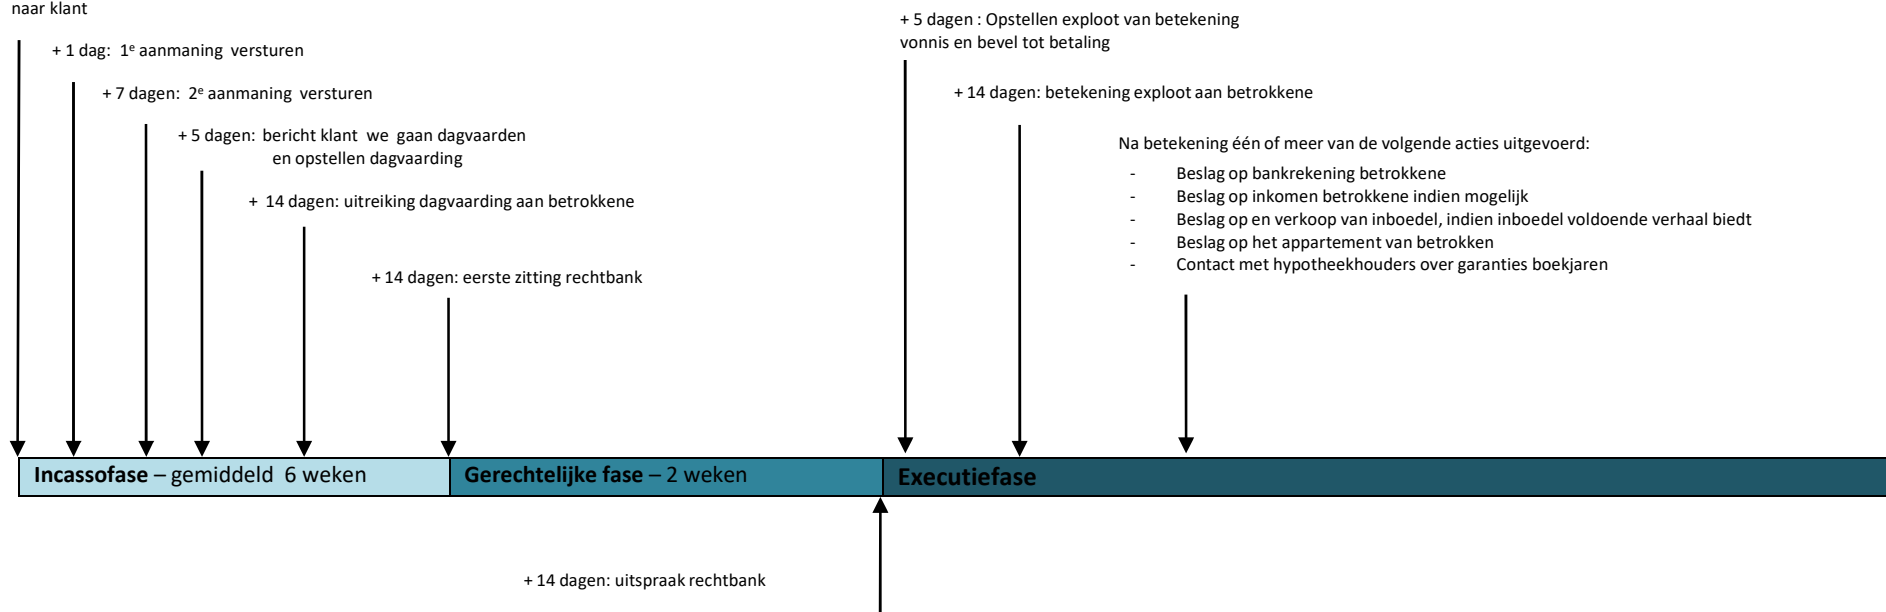 naar klant
+ 1 dag: 1e aanmaning versturen
+ 7 dagen: 2e aanmaning versturen
+ 5 dagen: bericht klant we gaan dagvaarden
en opstellen dagvaarding
+ 14 dagen: uitreiking dagvaarding aan betrokkene
+ 14 dagen: eerste zitting rechtbank
+ 5 dagen : Opstellen exploot van betekening
vonnis en bevel tot betaling
+ 14 dagen: betekening exploot aan betrokkene
Na betekening één of meer van de volgende acties uitgevoerd:
- Beslag op bankrekening betrokkene
- Beslag op inkomen betrokkene indien mogelijk
- Beslag op en verkoop van inboedel, indien inboedel voldoende verhaal biedt
- Beslag op het appartement van betrokken
- Contact met hypotheekhouders over garanties boekjaren
Incassofase – gemiddeld 6 weken
Gerechtelijke fase – 2 weken
Executiefase
+ 14 dagen: uitspraak rechtbank